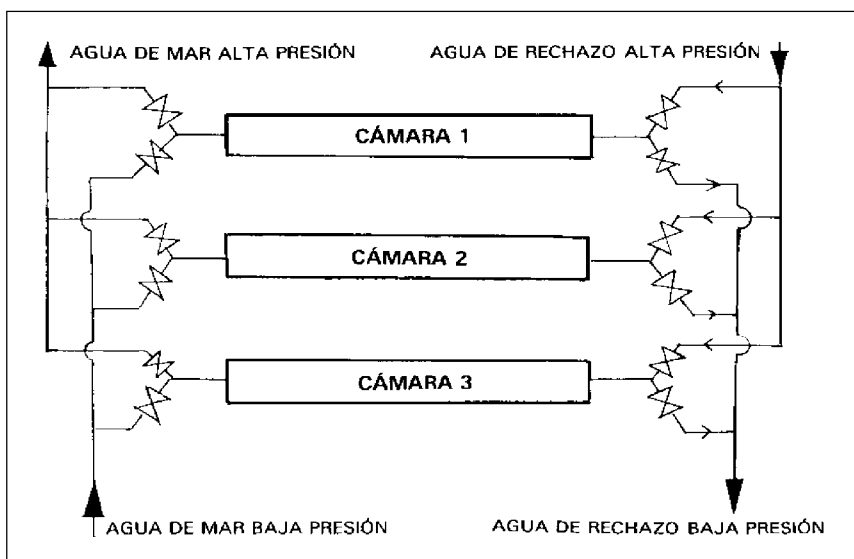 AGUA DE MAR ALTA PRESIÓN
AGUA DE RECHAZO ALTA PRESIÓN
CÁMARA 1
CÁMARA 2
CÁMARA 3
AGUA DE MAR BAJA PRESIÓN
AGUA DE RECHAZO BAJA PRESIÓN